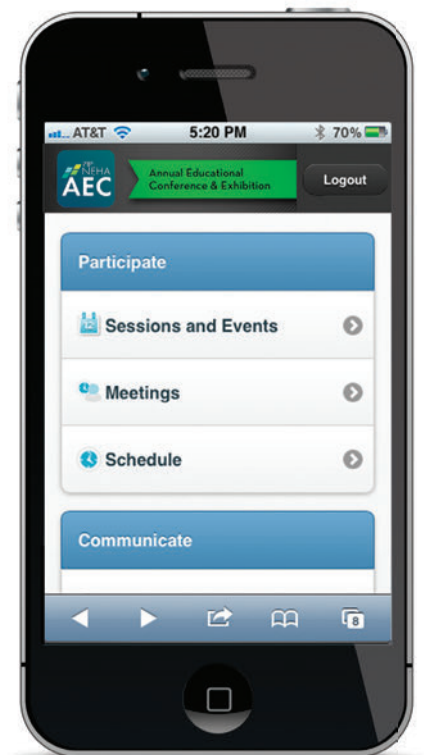 AT&T 5:20 PM 70%
NEHA
AEC
Annual Educational
Conference & Exhibition
Logout
Participate
12
Sessions and Events
Meetings
Schedule
Communicate
8